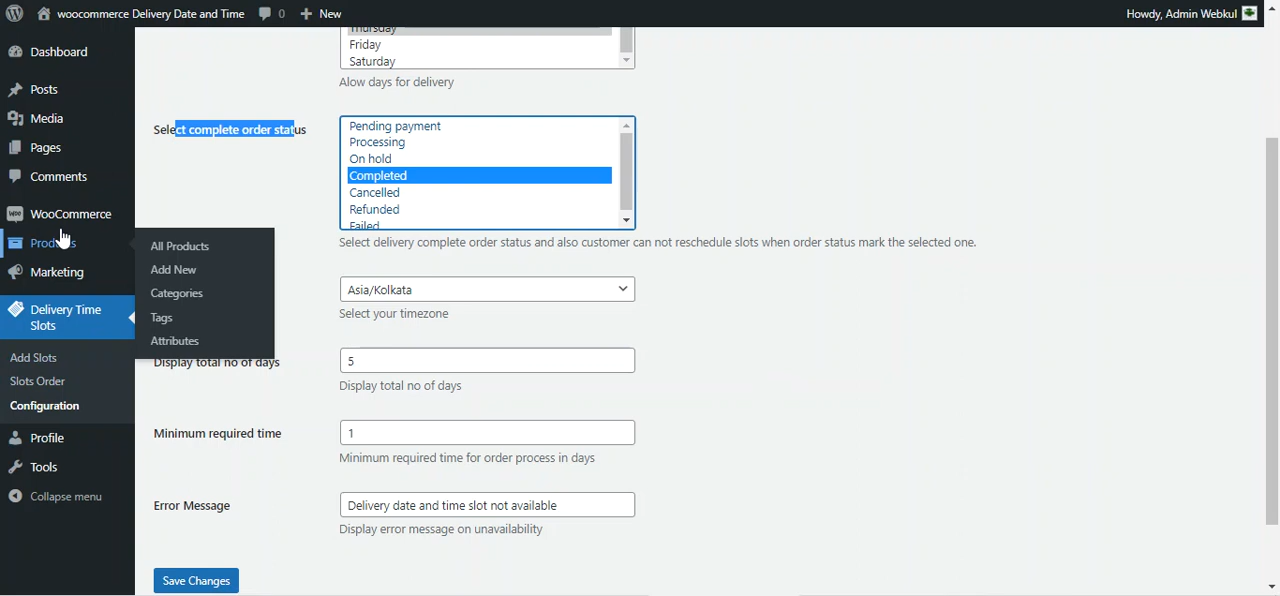 woocommerce Delivery Date and Time 0 + New Howdy, Admin Webkul
Dashboard
Posts
Media
Pages
Comments
WooCommerce
Products
Marketing
Delivery Time
Slots
Add Slots
Slots Order
Configuration
Profile
Tools
Collapse menu
All Products
Add New
Categories
Tags
Attributes
Thursday
Friday
Saturday
Alow days for delivery
Select complete order status
Pending payment
Processing
On hold
Completed
Cancelled
Refunded
Failed
Select delivery complete order status and also customer can not reschedule slots when order status mark the selected one.
Asia/Kolkata
Select your timezone
Display total no of days
5
Display total no of days
Minimum required time
1
Minimum required time for order process in days
Error Message
Delivery date and time slot not available
Display error message on unavailability
Save Changes